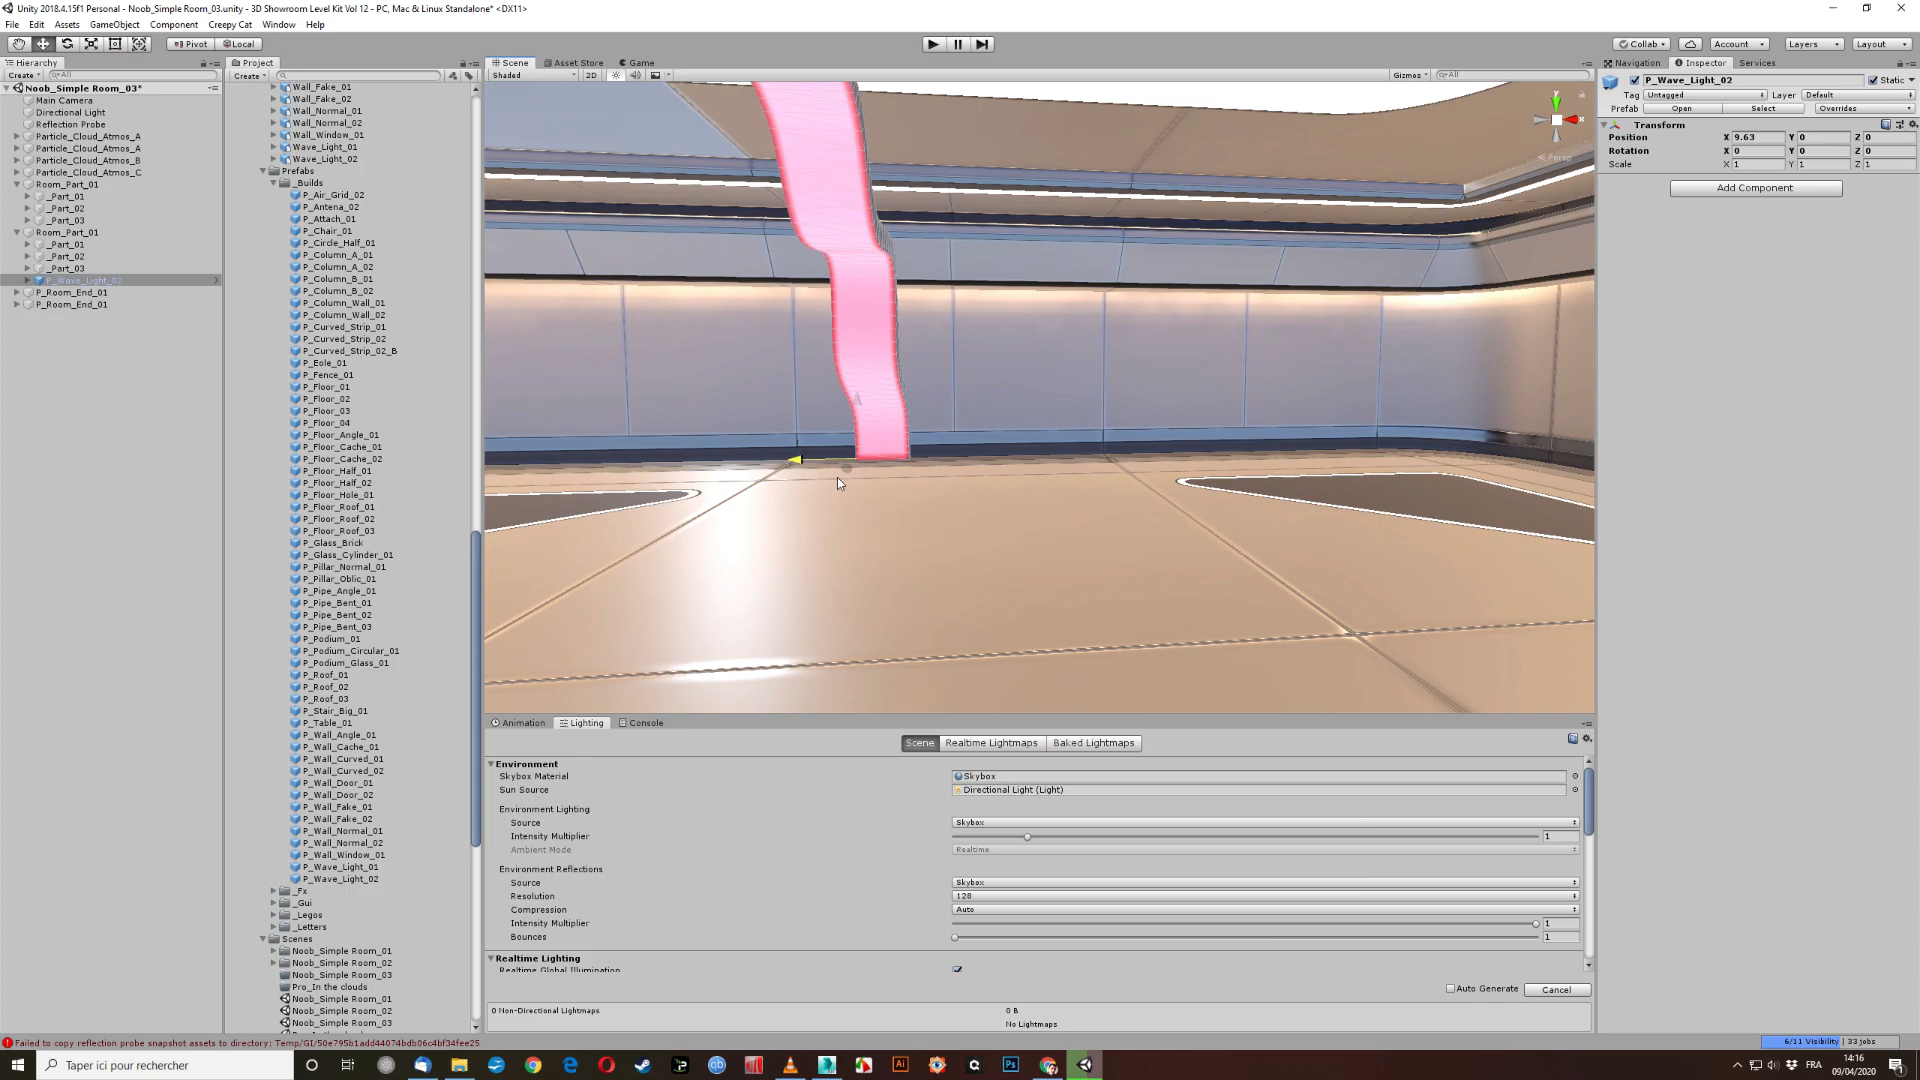 Unity 2018.4.15f1 Personal - Noob_Simple Room_03.unity - 3D Showroom Level Kit Vol 12 - PC, Mac & Linux Standalone* <DX11>
File Edit Assets GameObject Component Creepy Cat Window Help
Pivot Local Collab Account Layers Layout
Hierarchy
Create All
Noob_Simple Room_03*
Main Camera
Directional Light
Reflection Probe
Particle_Cloud_Atmos_A
Particle_Cloud_Atmos_A
Particle_Cloud_Atmos_B
Particle_Cloud_Atmos_C
Room_Part_01
_Part_01
_Part_02
_Part_03
Room_Part_01
_Part_01
_Part_02
_Part_03
P_Wave_Light_02
P_Room_End_01
P_Room_End_01
Project
Create
Wall_Fake_01
Wall_Fake_02
Wall_Normal_01
Wall_Normal_02
Wall_Window_01
Wave_Light_01
Wave_Light_02
Prefabs
_Builds
P_Air_Grid_02
P_Antena_02
P_Attach_01
P_Chair_01
P_Circle_Half_01
P_Column_A_01
P_Column_A_02
P_Column_B_01
P_Column_B_02
P_Column_Wall_01
P_Column_Wall_02
P_Curved_Strip_01
P_Curved_Strip_02
P_Curved_Strip_02_B
P_Eole_01
P_Fence_01
P_Floor_01
P_Floor_02
P_Floor_03
P_Floor_04
P_Floor_Angle_01
P_Floor_Cache_01
P_Floor_Cache_02
P_Floor_Half_01
P_Floor_Half_02
P_Floor_Hole_01
P_Floor_Roof_01
P_Floor_Roof_02
P_Floor_Roof_03
P_Glass_Brick
P_Glass_Cylinder_01
P_Pillar_Normal_01
P_Pillar_Oblic_01
P_Pipe_Angle_01
P_Pipe_Bent_01
P_Pipe_Bent_02
P_Pipe_Bent_03
P_Podium_01
P_Podium_Circular_01
P_Podium_Glass_01
P_Roof_01
P_Roof_02
P_Roof_03
P_Stair_Big_01
P_Table_01
P_Wall_Angle_01
P_Wall_Cache_01
P_Wall_Curved_01
P_Wall_Curved_02
P_Wall_Door_01
P_Wall_Door_02
P_Wall_Fake_01
P_Wall_Fake_02
P_Wall_Normal_01
P_Wall_Normal_02
P_Wall_Window_01
P_Wave_Light_01
P_Wave_Light_02
_Fx
_Gui
_Legos
_Letters
Scenes
Noob_Simple Room_01
Noob_Simple Room_02
Noob_Simple Room_03
Pro_In the clouds
Noob_Simple Room_01
Noob_Simple Room_02
Noob_Simple Room_03
Scene Asset Store Game
Shaded 2D Gizmos All
y
Persp
Animation Lighting Console
Scene Realtime Lightmaps Baked Lightmaps
Environment
Skybox Material Skybox
Sun Source Directional Light (Light)
Environment Lighting
Source Skybox
Intensity Multiplier 1
Ambient Mode Realtime
Environment Reflections
Source Skybox
Resolution 128
Compression Auto
Intensity Multiplier 1
Bounces 1
Realtime Lighting
Realtime Global Illumination
Auto Generate Cancel
0 Non-Directional Lightmaps 0 B
No Lightmaps
Navigation Inspector Services
P_Wave_Light_02 Static
Tag Untagged Layer Default
Prefab Open Select Overrides
Transform
Position X 9.63 Y 0 Z 0
Rotation X 0 Y 0 Z 0
Scale X 1 Y 1 Z 1
Add Component
Failed to copy reflection probe snapshot assets to directory: Temp/GI/50e795b1add44074bdb06c4bf34fee25
6/11 Visibility | 33 jobs
Taper ici pour rechercher
Ai
Ps
FRA
14:16
09/04/2020